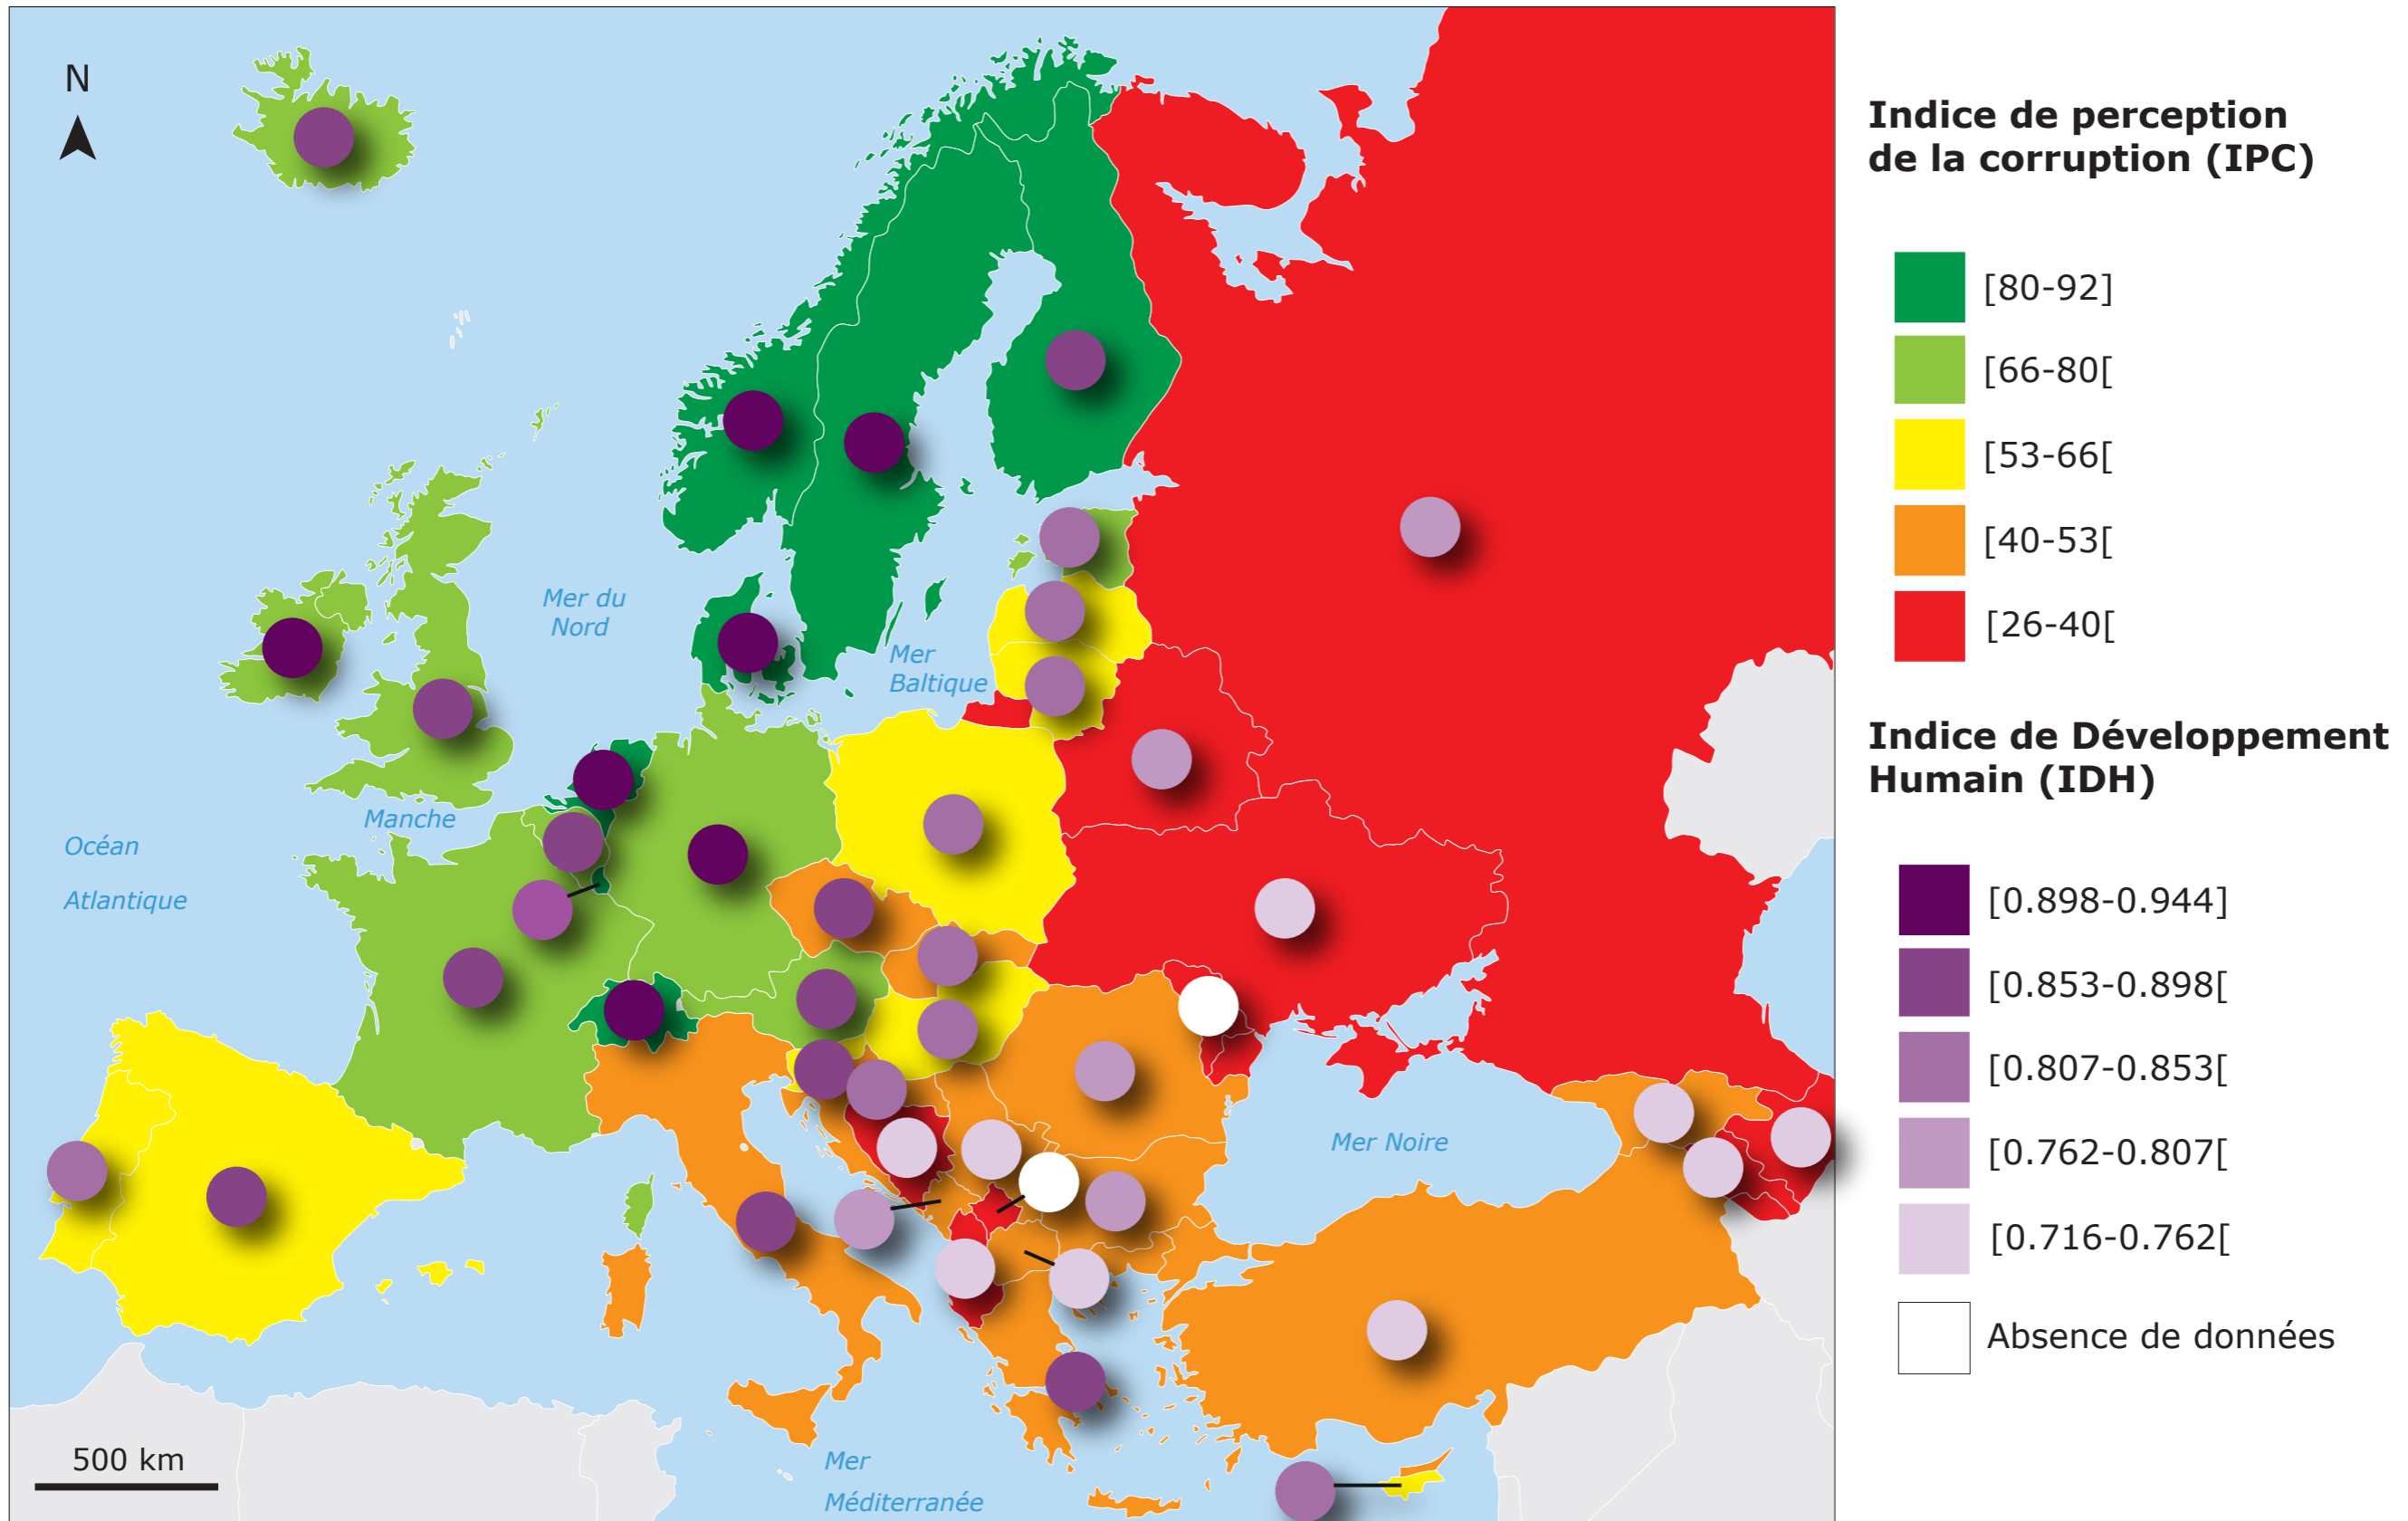 N
Mer du
Nord
Mer
Baltique
Manche
Océan
Atlantique
Mer Noire
Mer
Méditerranée
500 km
Indice de perception
de la corruption (IPC)
[80-92]
[66-80[
[53-66[
[40-53[
[26-40[
Indice de Développement
Humain (IDH)
[0.898-0.944]
[0.853-0.898[
[0.807-0.853[
[0.762-0.807[
[0.716-0.762[
Absence de données